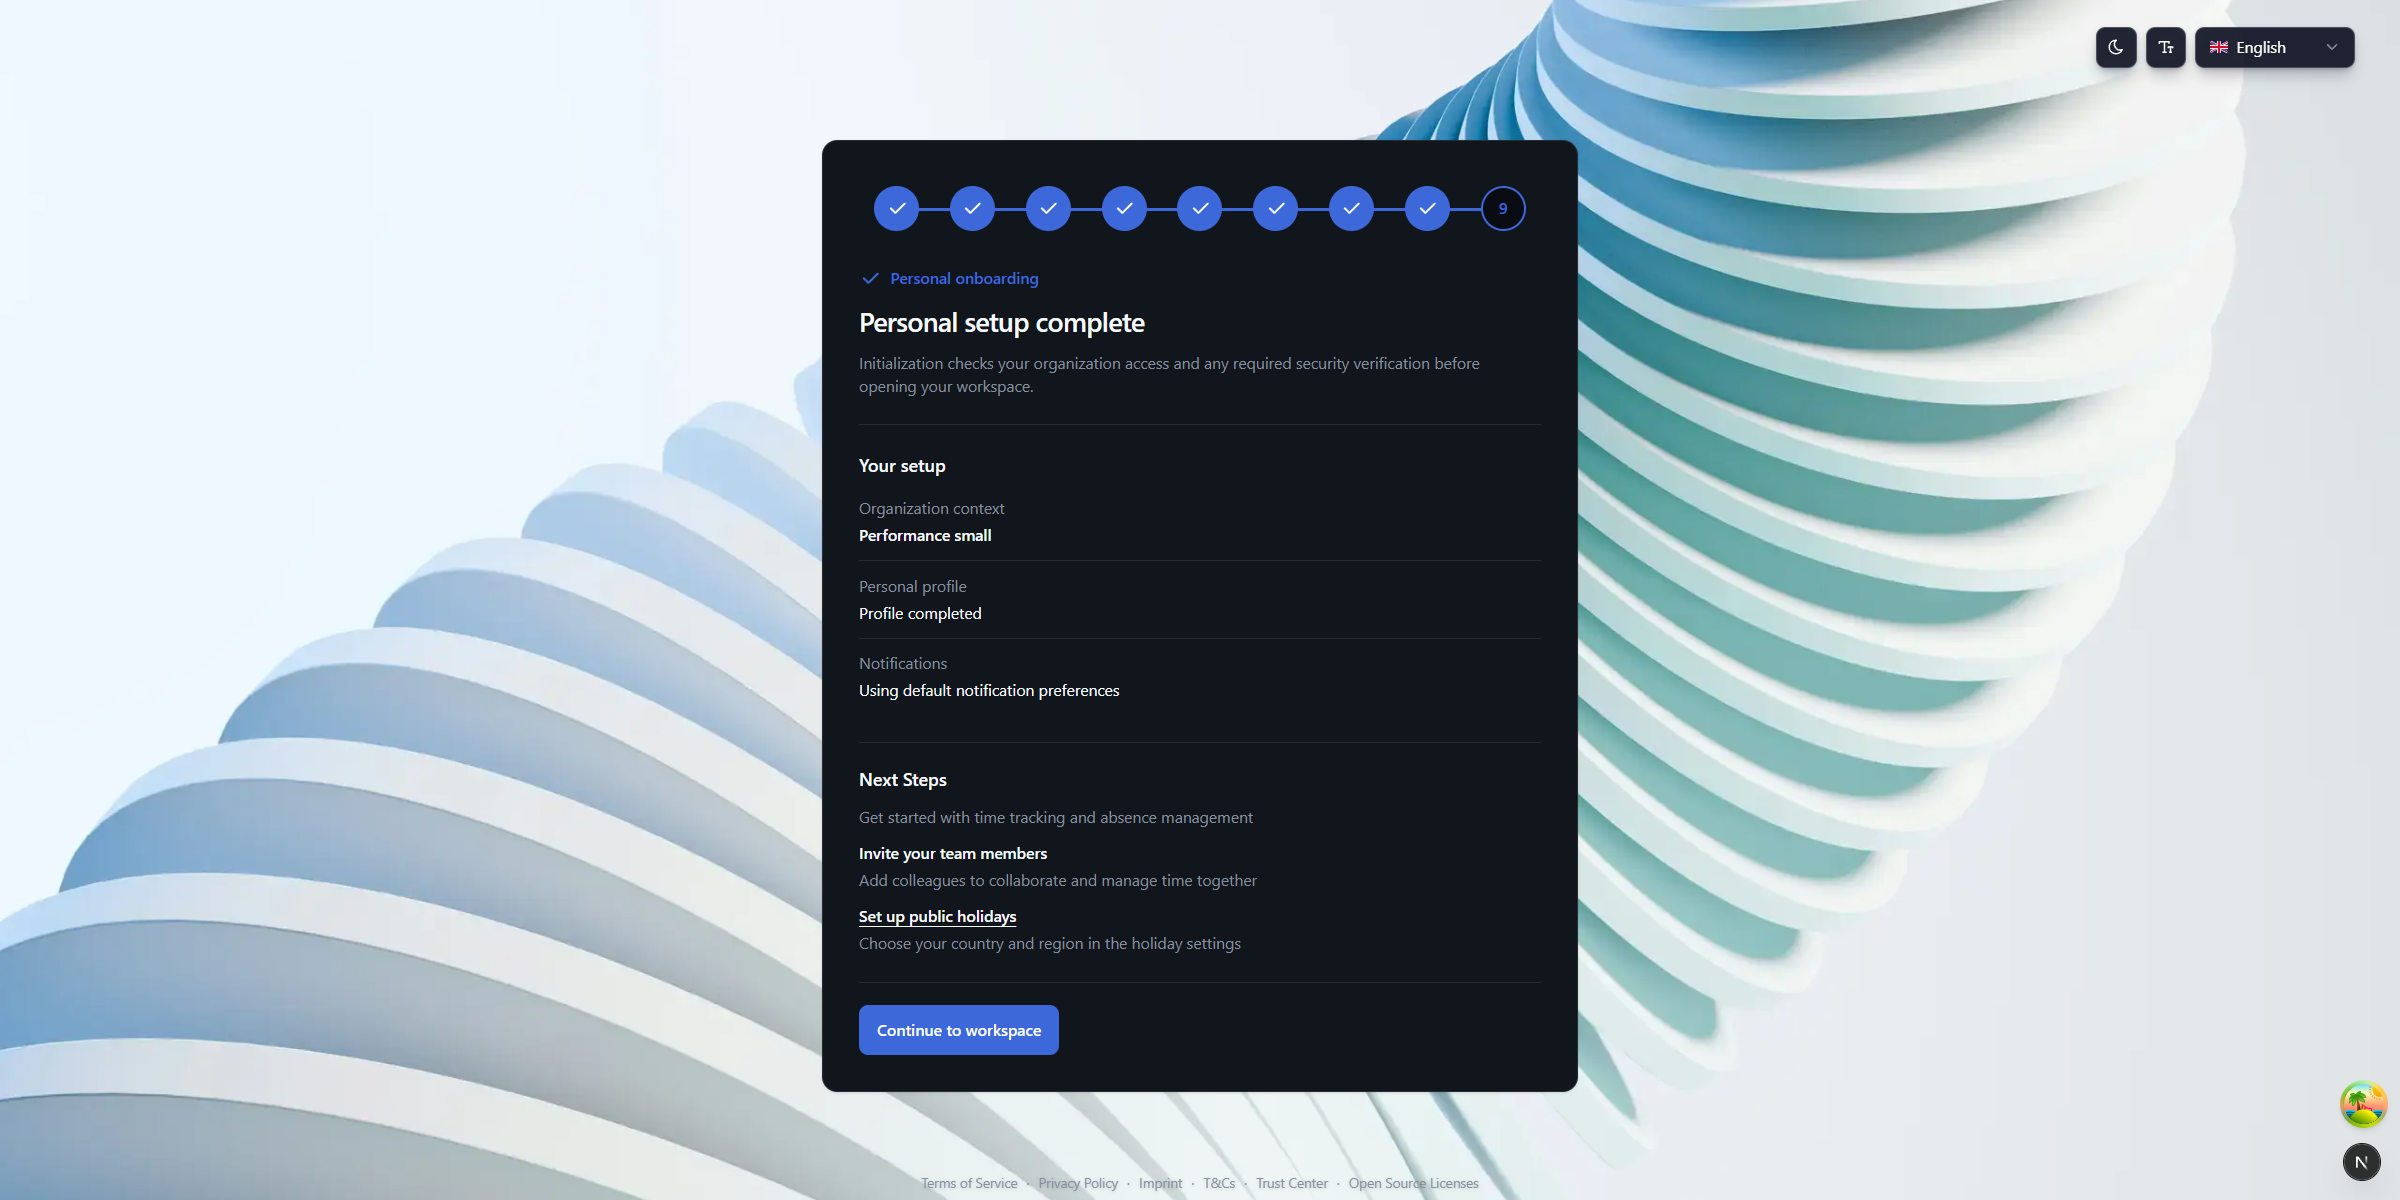 English
9
Personal onboarding
Personal setup complete
Initialization checks your organization access and any required security verification before
opening your workspace.
Your setup
Organization context
Performance small
Personal profile
Profile completed
Notifications
Using default notification preferences
Next Steps
Get started with time tracking and absence management
Invite your team members
Add colleagues to collaborate and manage time together
Set up public holidays
Choose your country and region in the holiday settings
Continue to workspace
Terms of Service · Privacy Policy · Imprint · T&Cs · Trust Center · Open Source Licenses